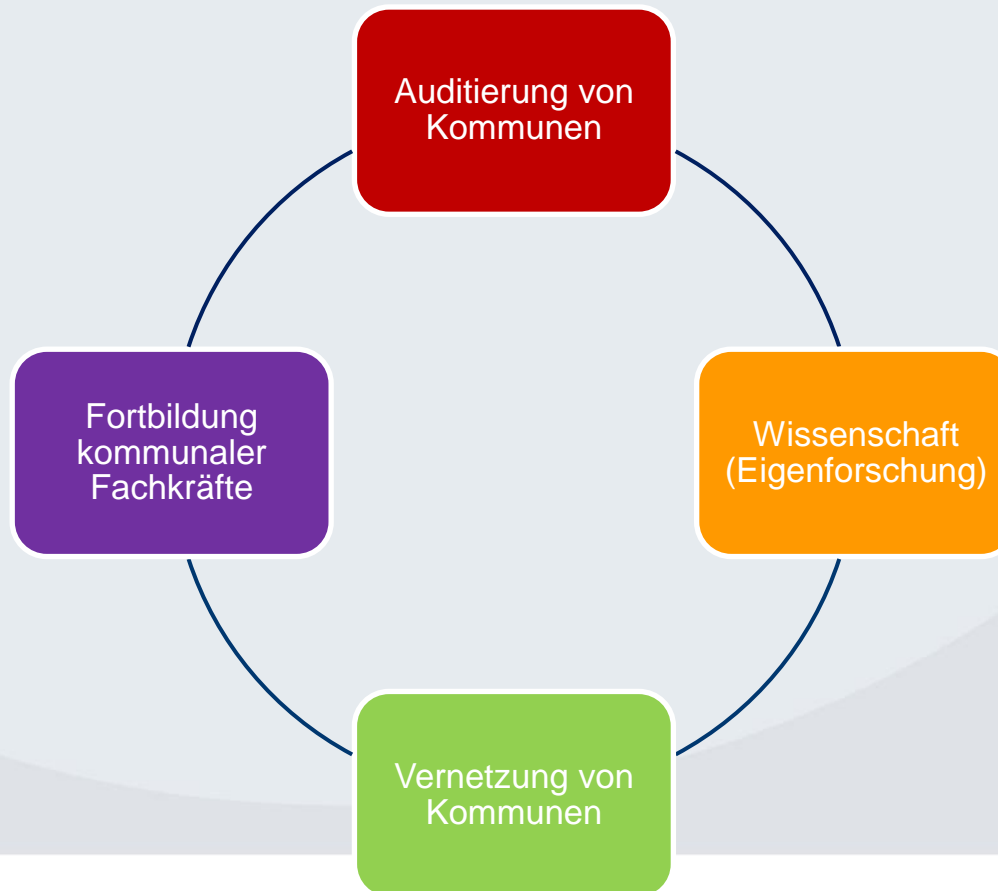 Auditierung von
Kommunen
Fortbildung
kommunaler
Fachkräfte
Wissenschaft
(Eigenforschung)
Vernetzung von
Kommunen